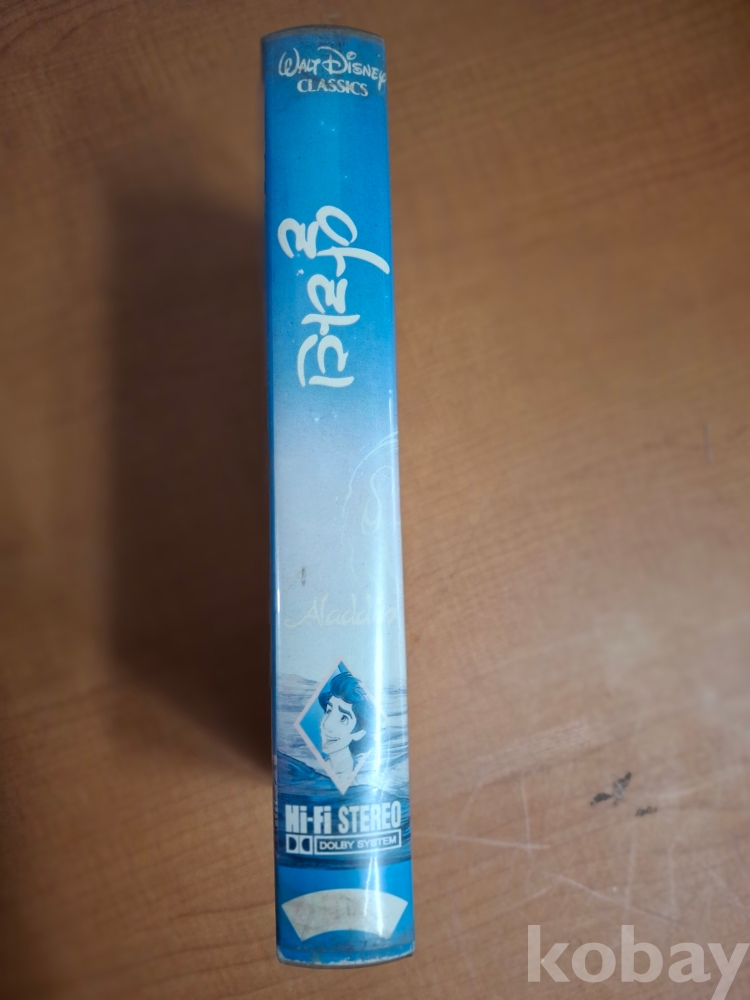 WALT DISNEY
CLASSICS
알라딘
Aladdin
Hi-Fi STEREO
DOLBY SYSTEM
kobay